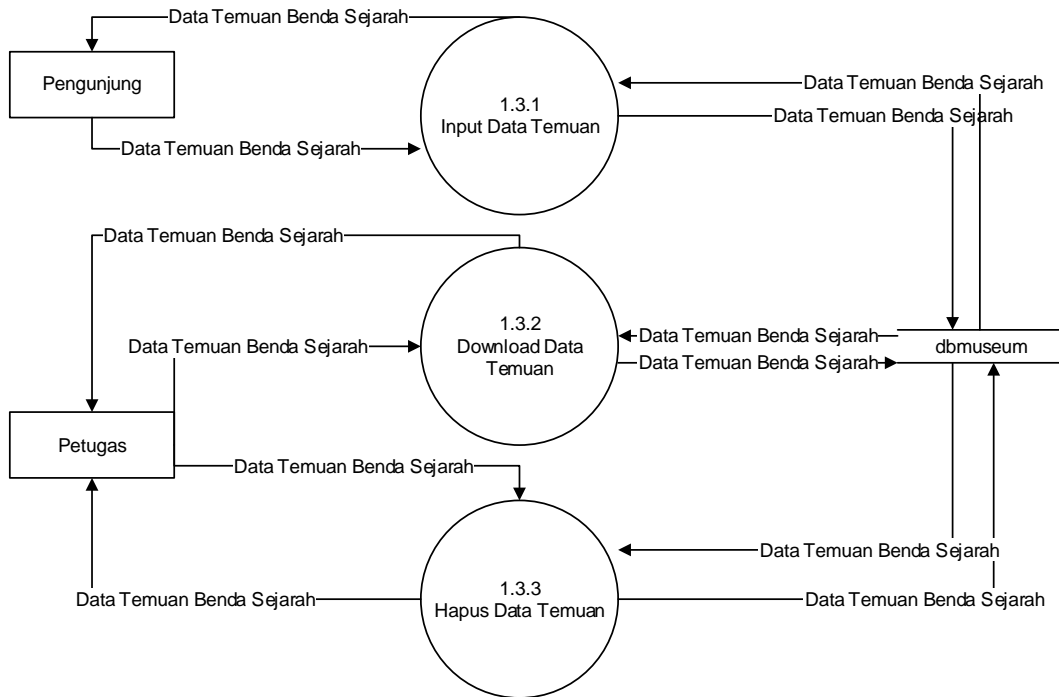 Data Temuan Benda Sejarah
Pengunjung
1.3.1
Input Data Temuan
Data Temuan Benda Sejarah
Data Temuan Benda Sejarah
Data Temuan Benda Sejarah
Data Temuan Benda Sejarah
1.3.2
Download Data
Temuan
Data Temuan Benda Sejarah
Data Temuan Benda Sejarah
Data Temuan Benda Sejarah
dbmuseum
Petugas
Data Temuan Benda Sejarah
1.3.3
Hapus Data Temuan
Data Temuan Benda Sejarah
Data Temuan Benda Sejarah
Data Temuan Benda Sejarah